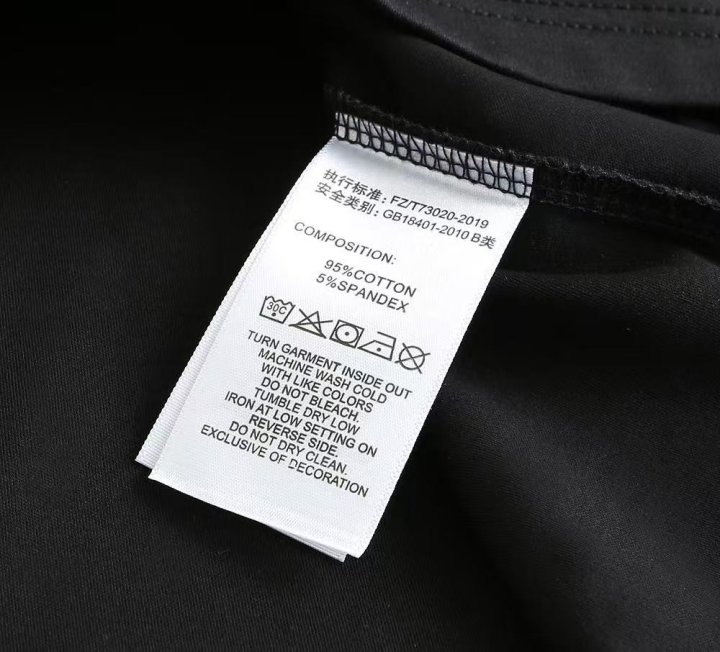 执行标准: FZ/T73020-2019
安全类别: GB18401-2010 B类
COMPOSITION:
95%COTTON
5%SPANDEX
30C
TURN GARMENT INSIDE OUT
MACHINE WASH COLD
WITH LIKE COLORS
DO NOT BLEACH.
TUMBLE DRY LOW
IRON AT LOW SETTING ON
REVERSE SIDE.
DO NOT DRY CLEAN.
EXCLUSIVE OF DECORATION